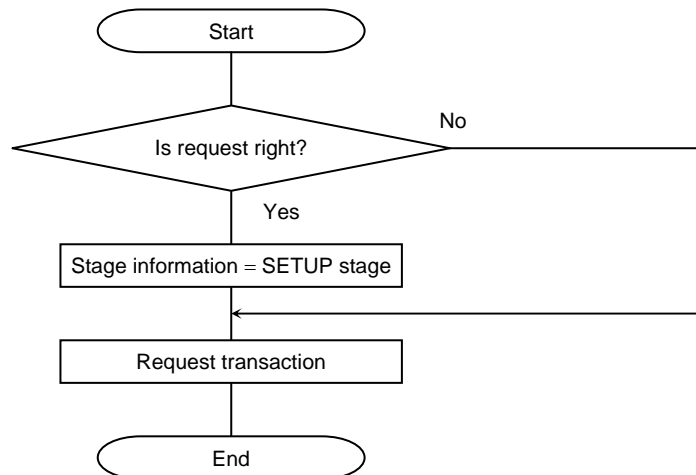 Start
No
Is request right?
Yes
Stage information = SETUP stage
Request transaction
End